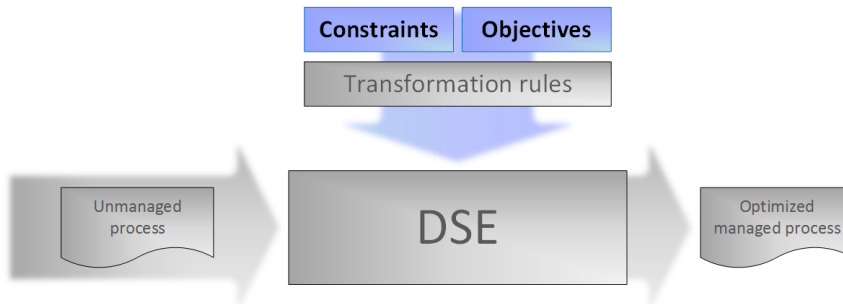 Constraints Objectives
Transformation rules
Unmanaged
process
DSE
Optimized
managed process